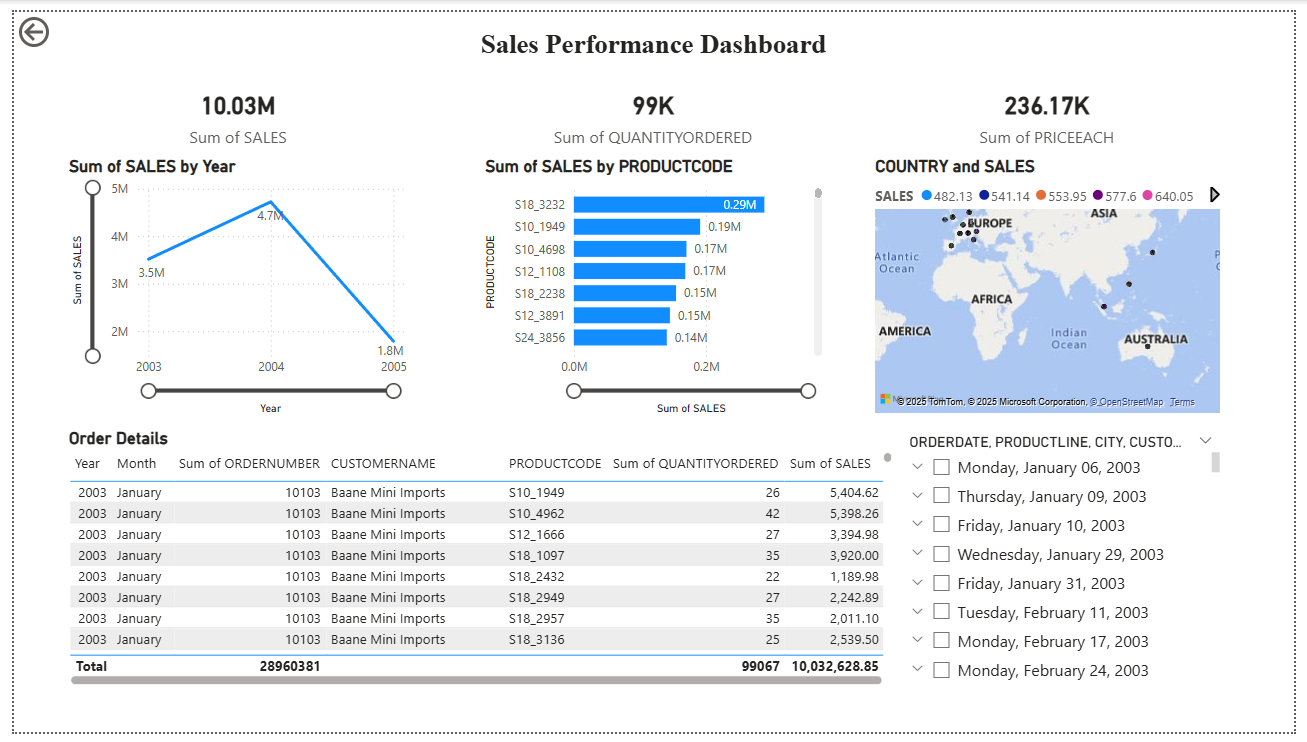 Sales Performance Dashboard
10.03M
Sum of SALES
99K
Sum of QUANTITYORDERED
236.17K
Sum of PRICEEACH
Sum of SALES by Year
Sum of SALES
5M
4M
3M
2M
3.5M
4.7M
1.8M
2003 2004 2005
Year
Sum of SALES by PRODUCTCODE
PRODUCTCODE
S18_3232 0.29M
S10_1949 0.19M
S10_4698 0.17M
S12_1108 0.17M
S18_2238 0.15M
S12_3891 0.15M
S24_3856 0.14M
0.0M 0.2M
Sum of SALES
COUNTRY and SALES
SALES 482.13 541.14 553.95 577.6 640.05
ASIA
EUROPE
Atlantic
Ocean
P
AFRICA
AMERICA
Indian
Ocean
AUSTRALIA
© 2025 TomTom, © 2025 Microsoft Corporation, © OpenStreetMap Terms
Order Details
Year Month Sum of ORDERNUMBER CUSTOMERNAME PRODUCTCODE Sum of QUANTITYORDERED Sum of SALES
2003 January 10103 Baane Mini Imports S10_1949 26 5,404.62
2003 January 10103 Baane Mini Imports S10_4962 42 5,398.26
2003 January 10103 Baane Mini Imports S12_1666 27 3,394.98
2003 January 10103 Baane Mini Imports S18_1097 35 3,920.00
2003 January 10103 Baane Mini Imports S18_2432 22 1,189.98
2003 January 10103 Baane Mini Imports S18_2949 27 2,242.89
2003 January 10103 Baane Mini Imports S18_2957 35 2,011.10
2003 January 10103 Baane Mini Imports S18_3136 25 2,539.50
Total 28960381 99067 10,032,628.85
ORDERDATE, PRODUCTLINE, CITY, CUSTO...
Monday, January 06, 2003
Thursday, January 09, 2003
Friday, January 10, 2003
Wednesday, January 29, 2003
Friday, January 31, 2003
Tuesday, February 11, 2003
Monday, February 17, 2003
Monday, February 24, 2003